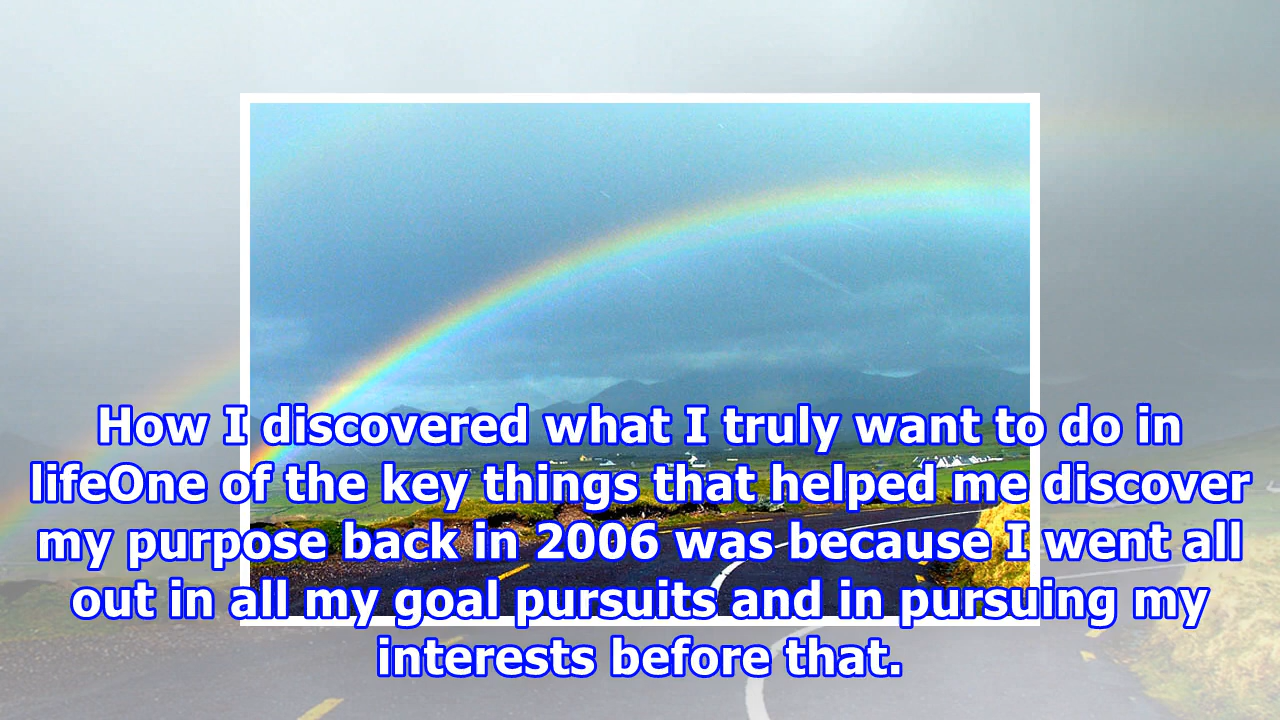 How I discovered what I truly want to do in
lifeOne of the key things that helped me discover
my purpose back in 2006 was because I went all
out in all my goal pursuits and in pursuing my
interests before that.